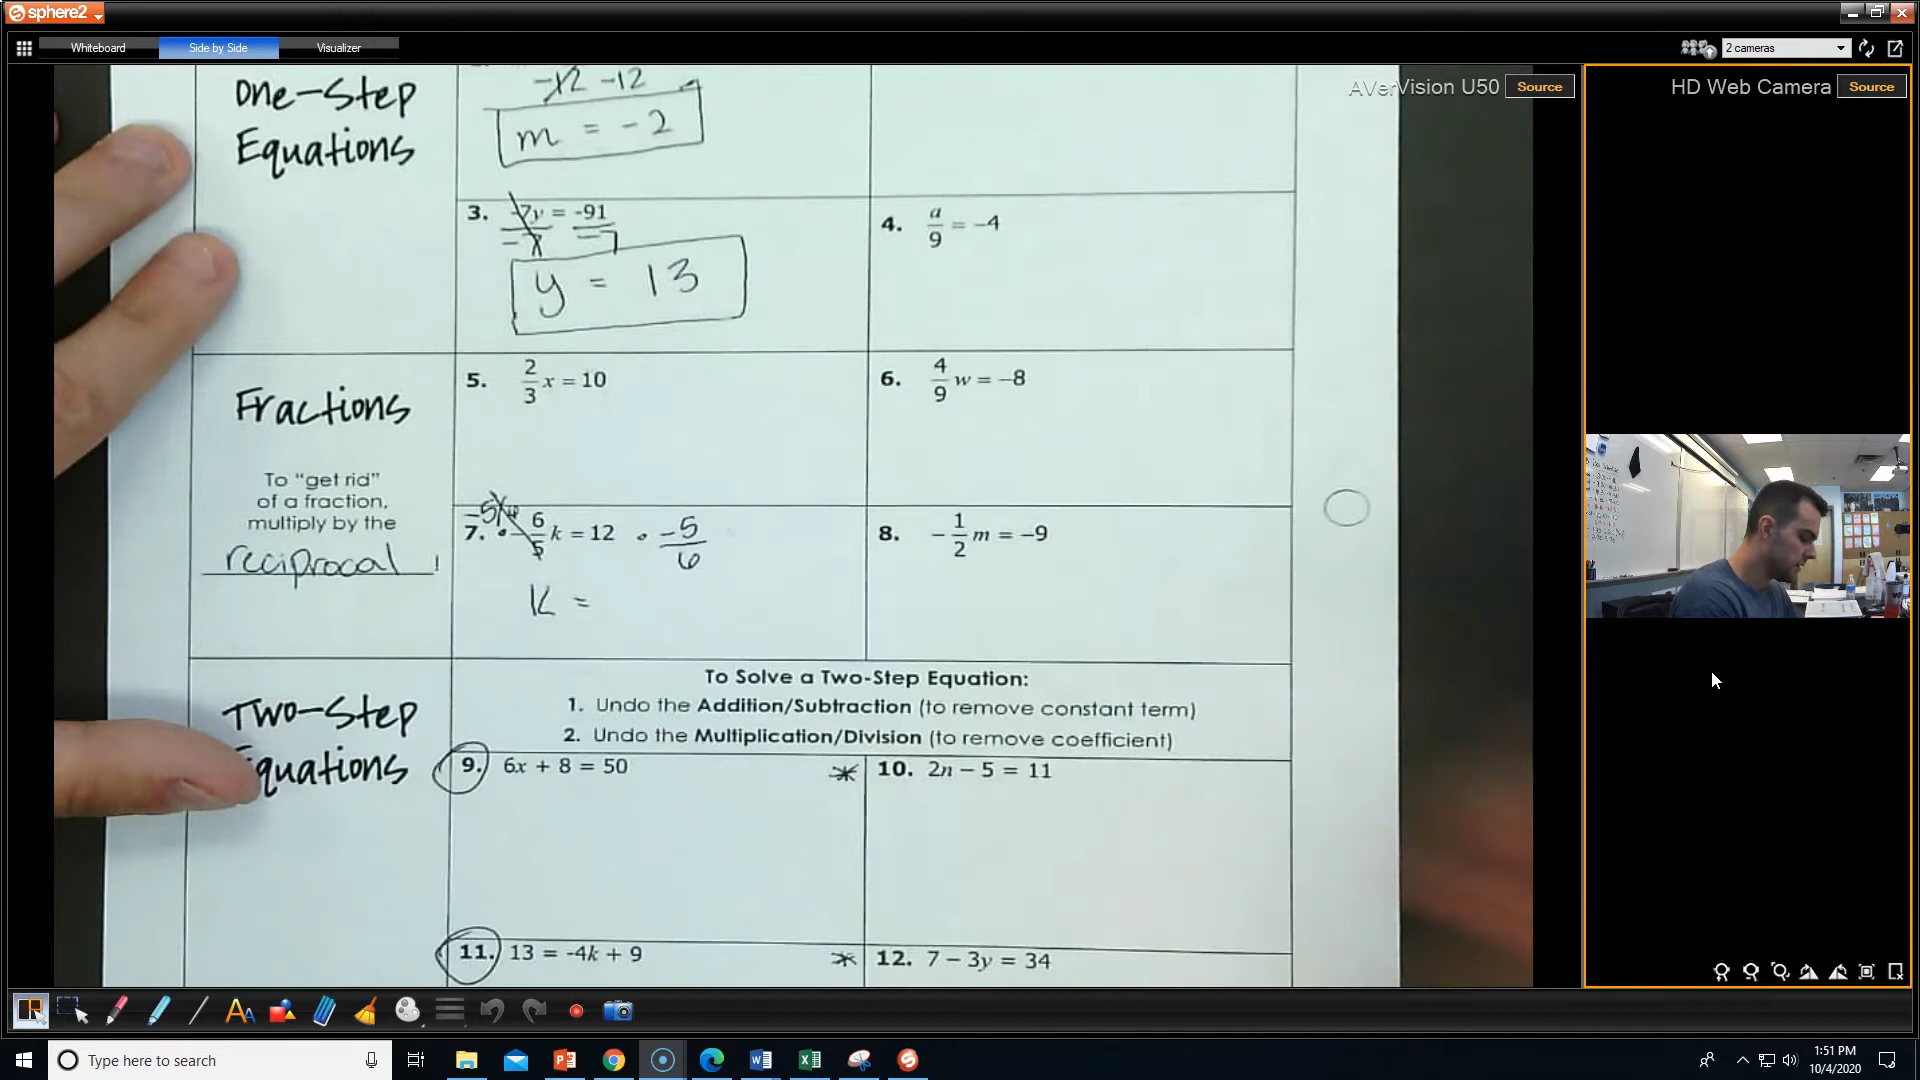 sphere2
Whiteboard
Side by Side
Visualizer
2 cameras
AVerVision U50
Source
HD Web Camera
Source
One-Step
Equations
-12 -12
m = -2
3. -7y = -91
-7 -7
y = 13
4. a/9 = -4
Fractions
To "get rid"
of a fraction,
multiply by the
reciprocal!
5. 2/3 x = 10
6. 4/9 w = -8
7. · -6/5 k = 12 · -5/6
k =
8. -1/2 m = -9
Two-Step
Equations
To Solve a Two-Step Equation:
1. Undo the Addition/Subtraction (to remove constant term)
2. Undo the Multiplication/Division (to remove coefficient)
9. 6x + 8 = 50
* 10. 2n - 5 = 11
11. 13 = -4k + 9
* 12. 7 - 3y = 34
Type here to search
1:51 PM
10/4/2020